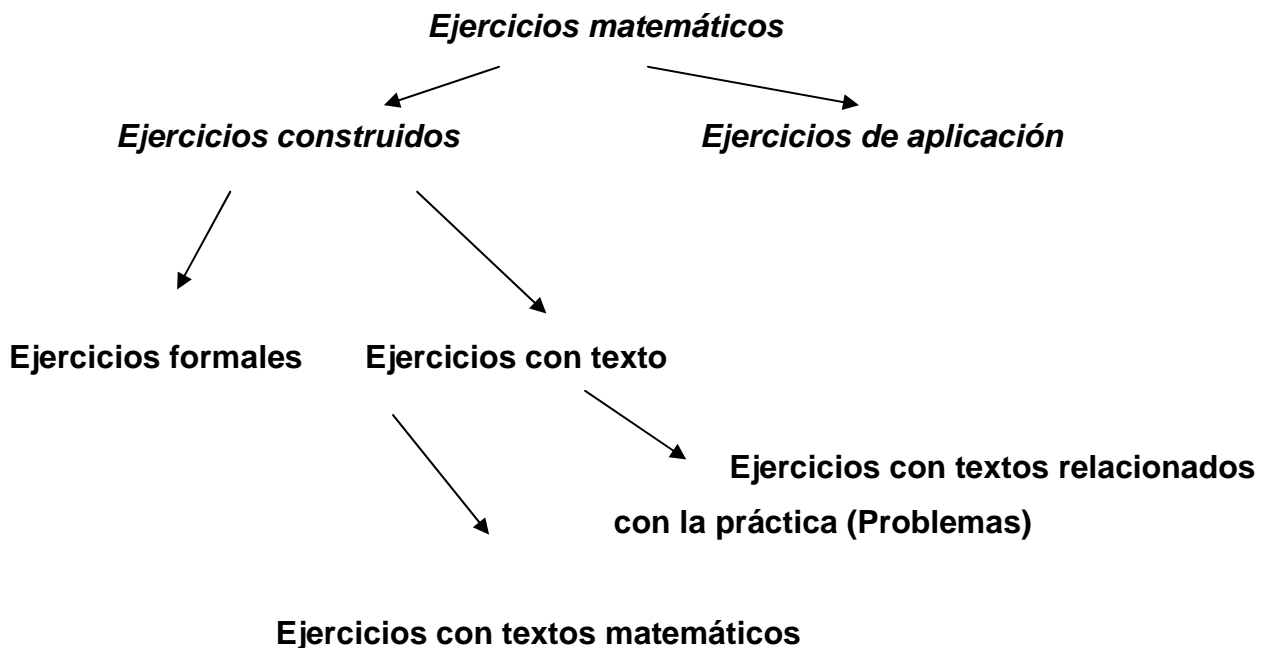 Ejercicios matemáticos
Ejercicios construidos
Ejercicios de aplicación
Ejercicios formales
Ejercicios con texto
Ejercicios con textos relacionados
con la práctica (Problemas)
Ejercicios con textos matemáticos